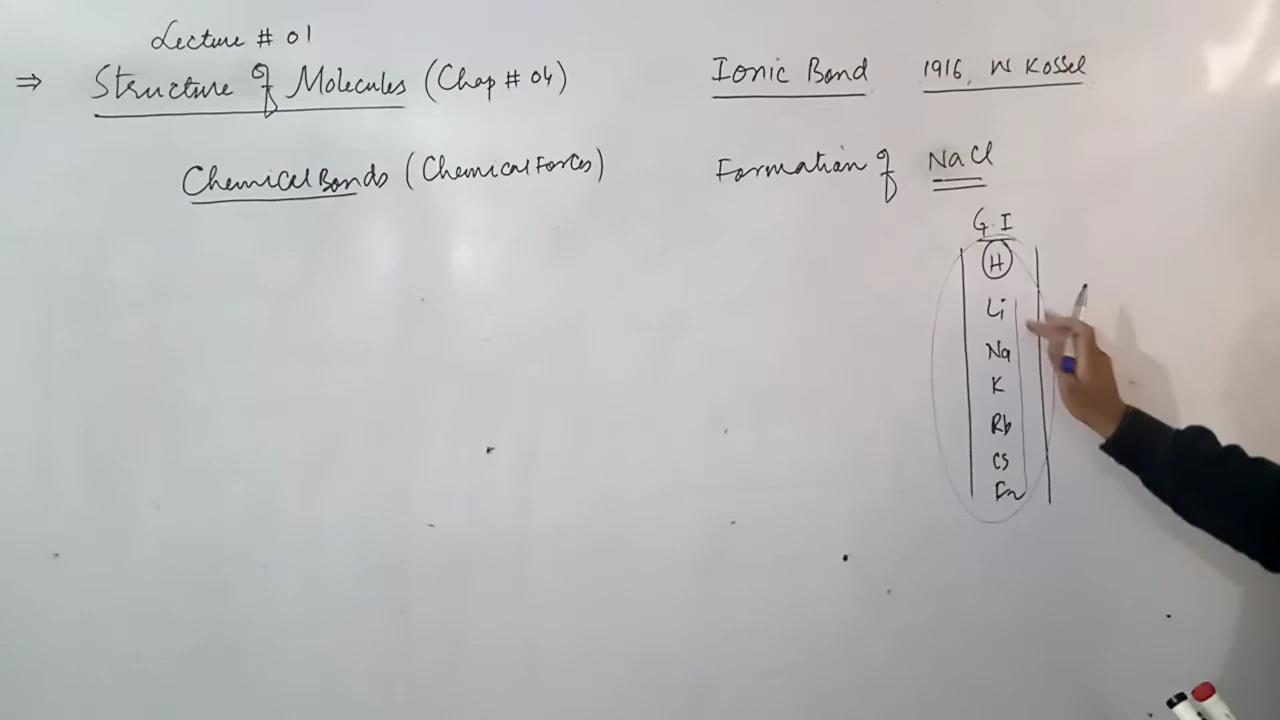 Lecture # 01
⇒ Structure of Molecules (Chap # 04)
Chemical Bonds (Chemical Forces)
Ionic Bond 1916, W Kossel
Formation of NaCl
G.I
H
Li
Na
K
Rb
Cs
Fr